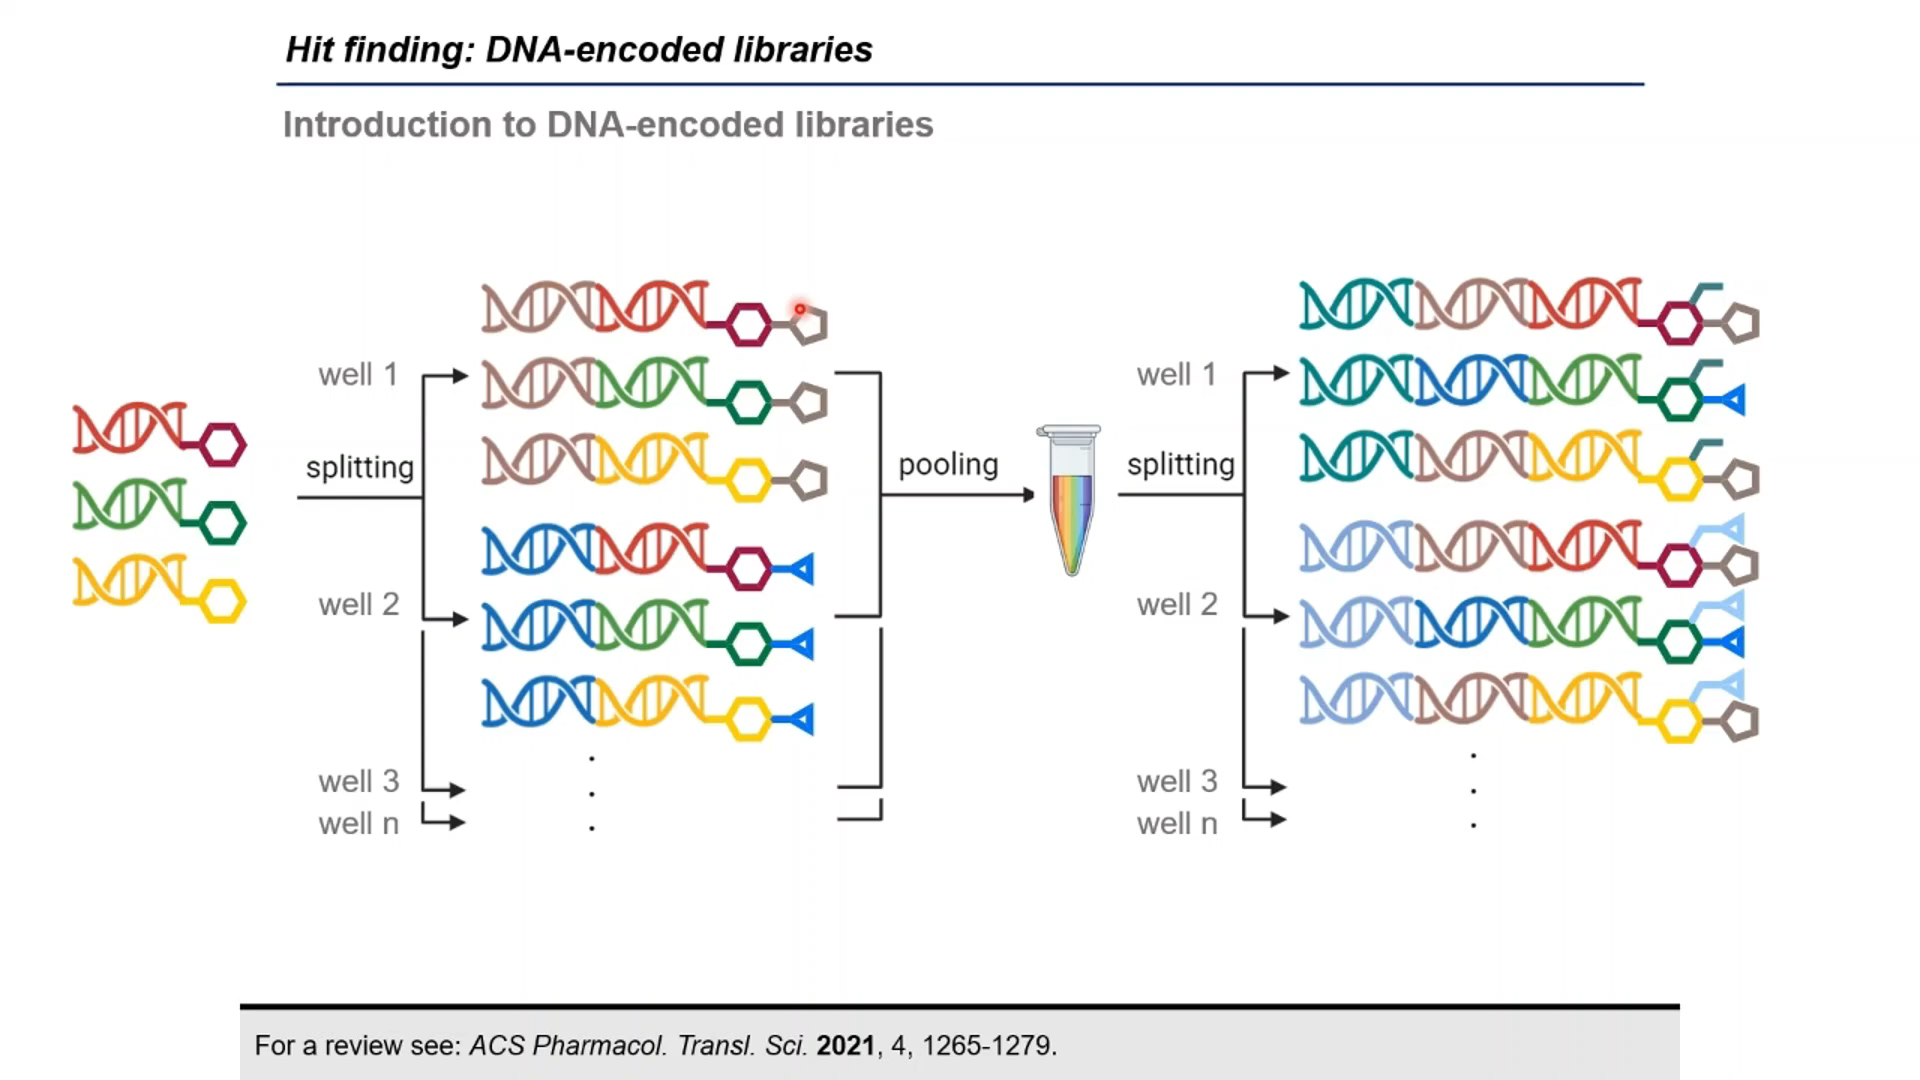 Hit finding: DNA-encoded libraries
Introduction to DNA-encoded libraries
well 1
splitting
well 2
well 3
well n
pooling
splitting
well 1
well 2
well 3
well n
For a review see: ACS Pharmacol. Transl. Sci. 2021, 4, 1265-1279.